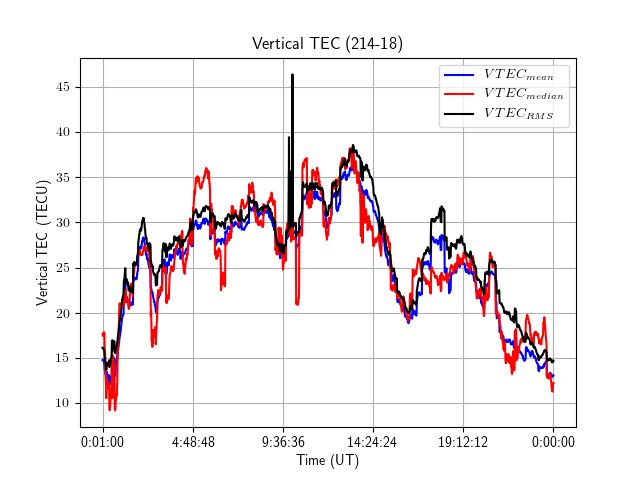 Vertical TEC (214-18)
VTEC_mean
VTEC_median
VTEC_RMS
45
40
35
30
25
20
15
10
Vertical TEC (TECU)
0:01:00 4:48:48 9:36:36 14:24:24 19:12:12 0:00:00
Time (UT)